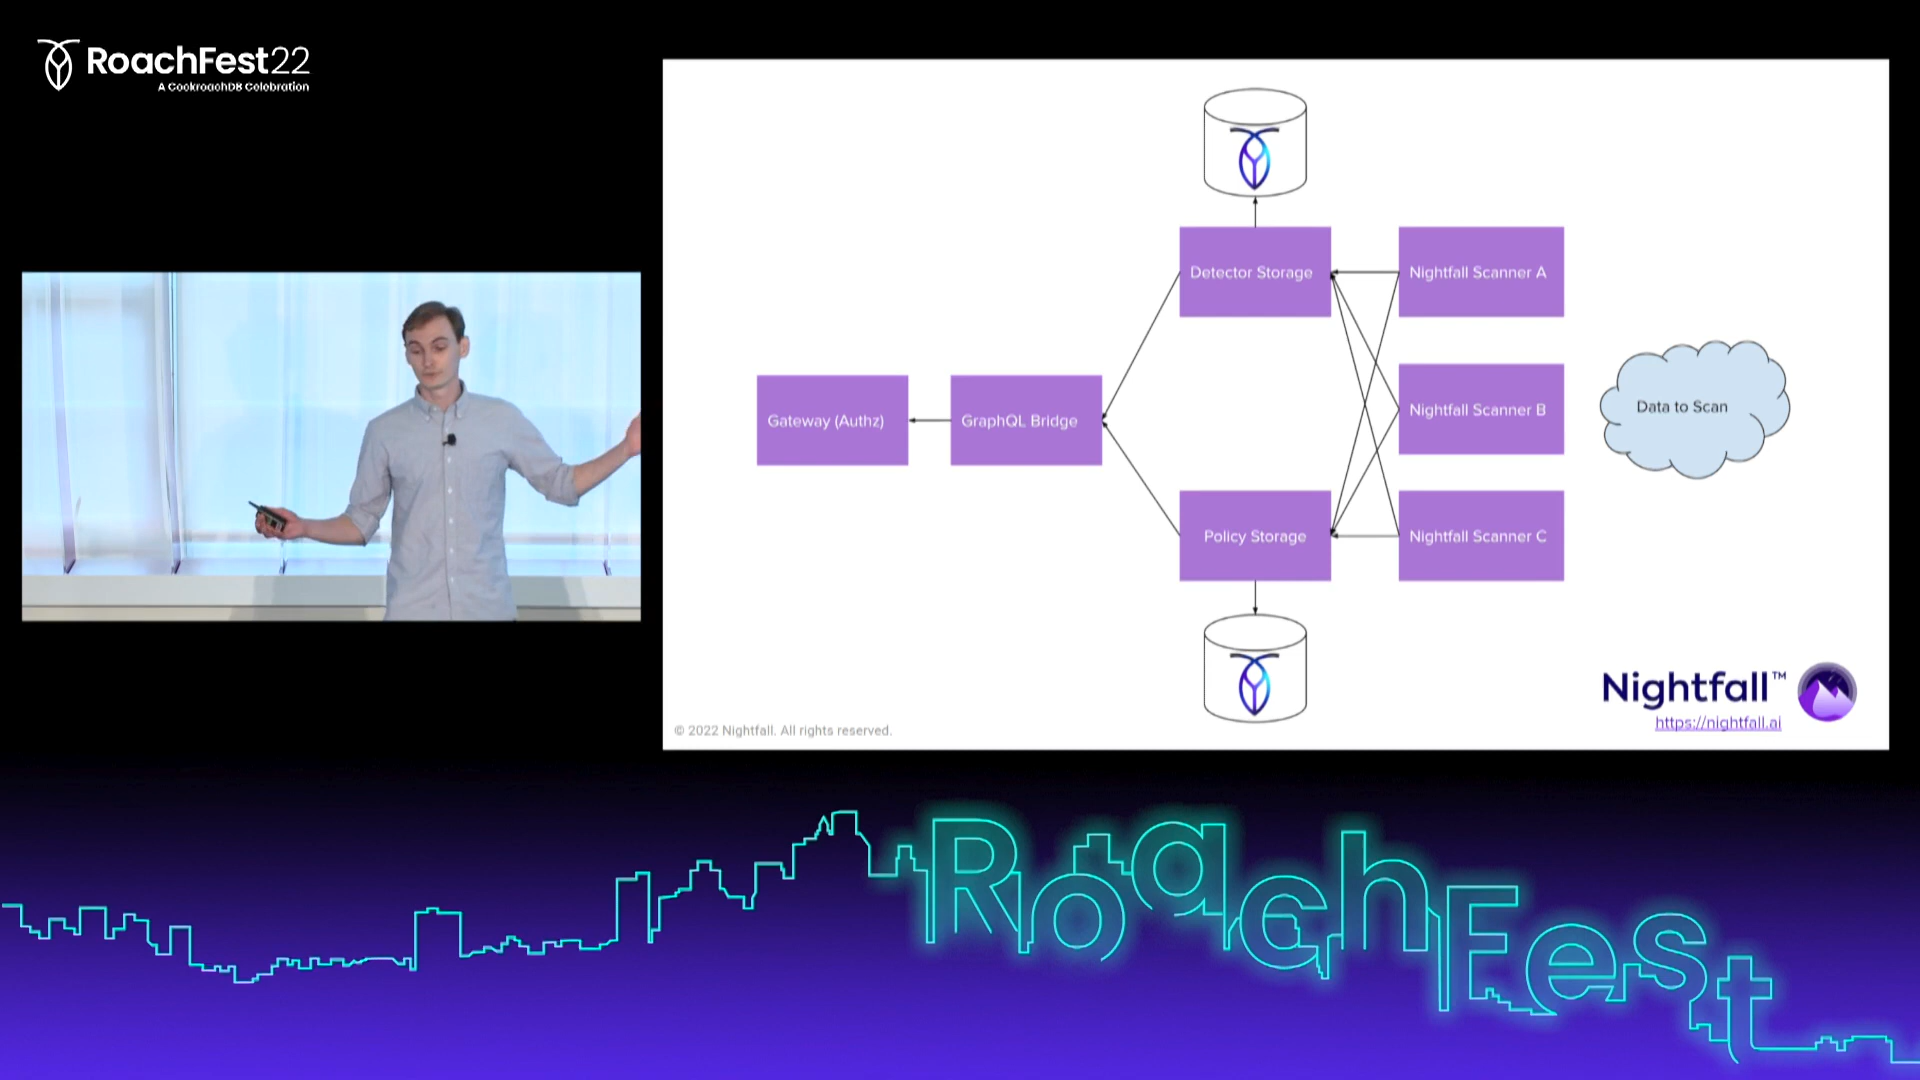 RoachFest22
A CockroachDB Celebration
Detector Storage
Nightfall Scanner A
Gateway (Authz)
GraphQL Bridge
Nightfall Scanner B
Data to Scan
Policy Storage
Nightfall Scanner C
Nightfall™
https://nightfall.ai
© 2022 Nightfall. All rights reserved.
RoachFest